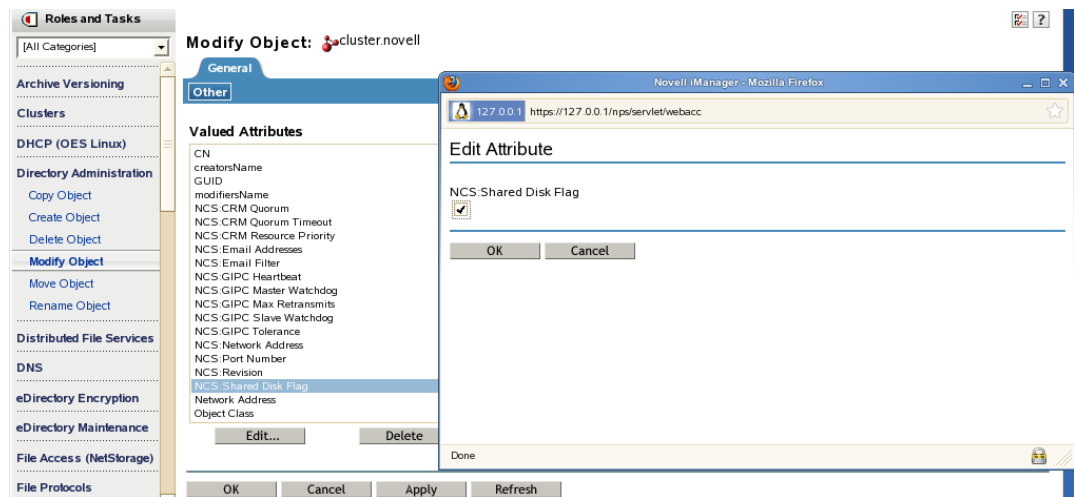 Roles and Tasks
[All Categories]
Archive Versioning
Clusters
DHCP (OES Linux)
Directory Administration
Copy Object
Create Object
Delete Object
Modify Object
Move Object
Rename Object
Distributed File Services
DNS
eDirectory Encryption
eDirectory Maintenance
File Access (NetStorage)
File Protocols
?
Modify Object: cluster.novell
General
Other
Valued Attributes
CN
creatorsName
GUID
modifiersName
NCS:CRM Quorum
NCS:CRM Quorum Timeout
NCS:CRM Resource Priority
NCS:Email Addresses
NCS:Email Filter
NCS:GIPC Heartbeat
NCS:GIPC Master Watchdog
NCS:GIPC Max Retransmits
NCS:GIPC Slave Watchdog
NCS:GIPC Tolerance
NCS:Network Address
NCS:Port Number
NCS:Revision
NCS:Shared Disk Flag
Network Address
Object Class
Edit... Delete
OK Cancel Apply Refresh
Novell iManager - Mozilla Firefox
127.0.0.1 https://127.0.0.1/nps/servlet/webacc
Edit Attribute
NCS:Shared Disk Flag
OK Cancel
Done